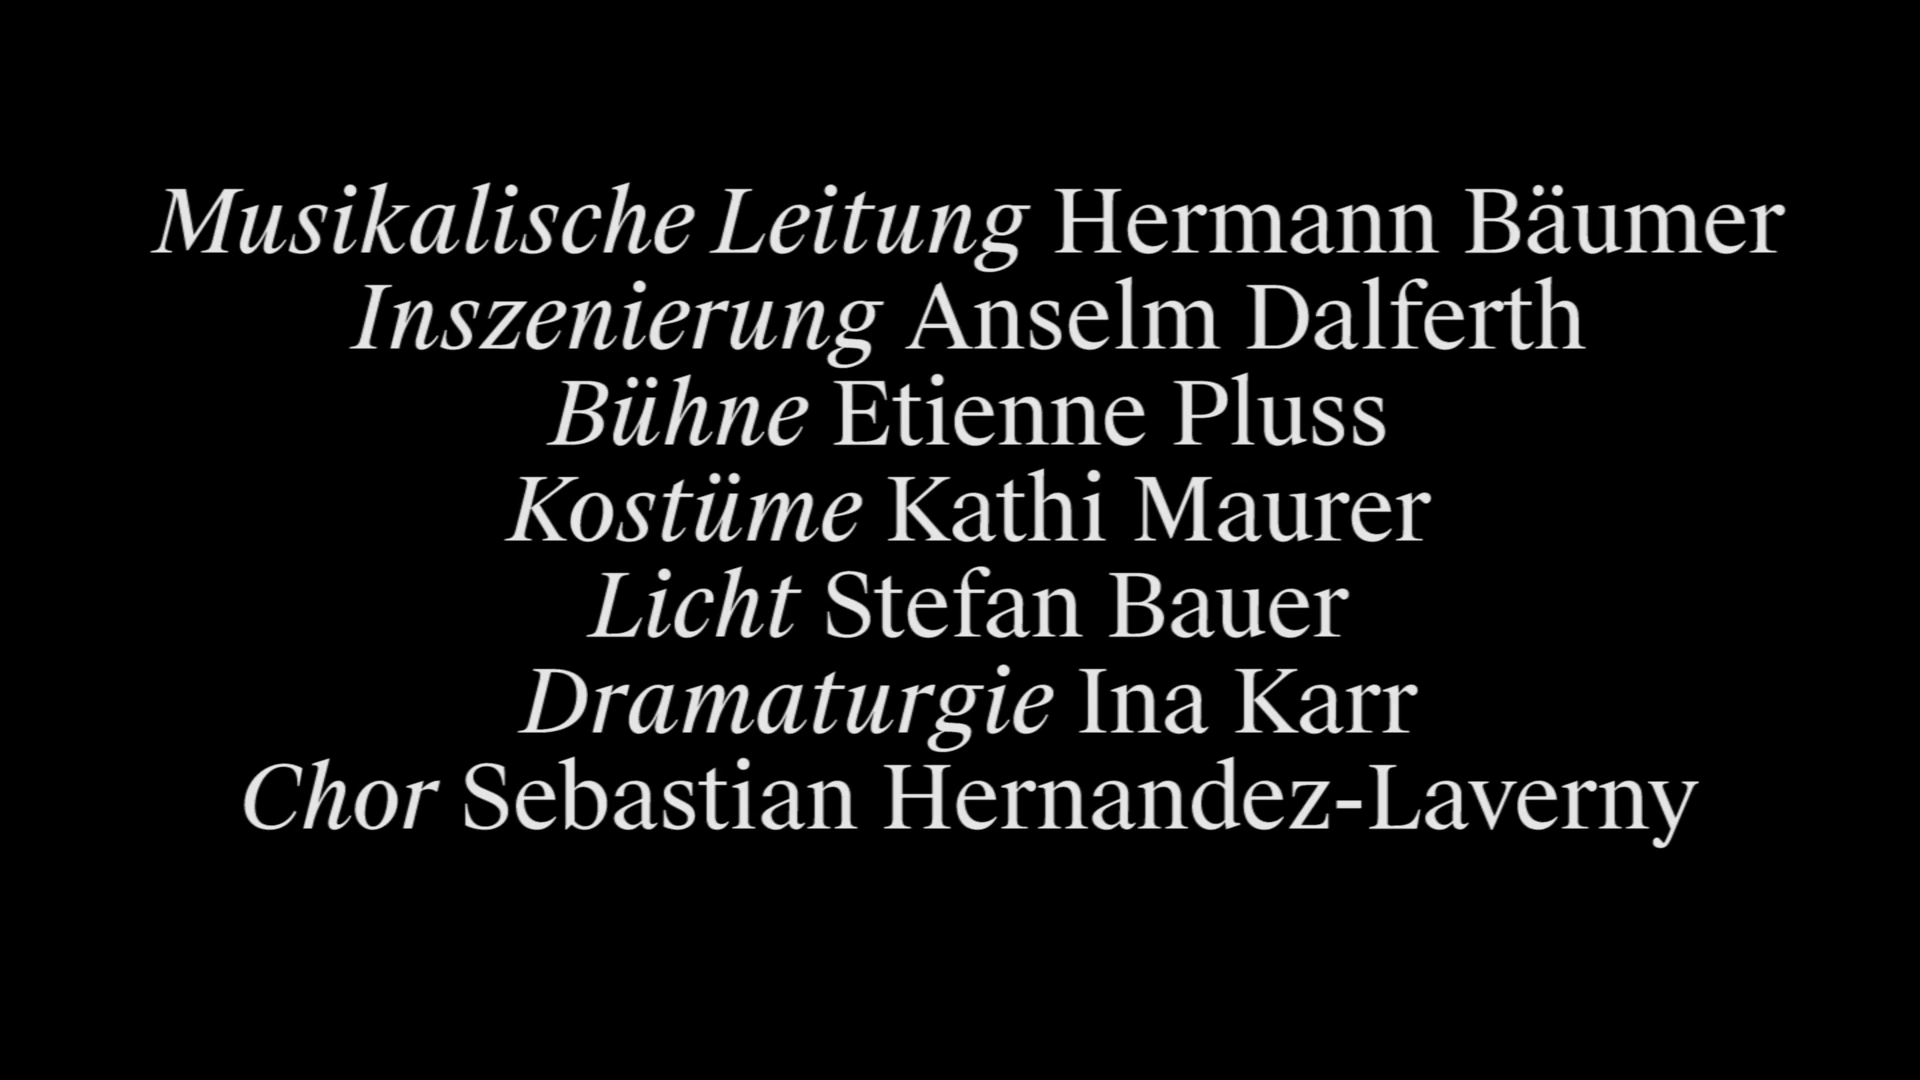 Musikalische Leitung Hermann Bäumer
Inszenierung Anselm Dalferth
Bühne Etienne Pluss
Kostüme Kathi Maurer
Licht Stefan Bauer
Dramaturgie Ina Karr
Chor Sebastian Hernandez-Laverny